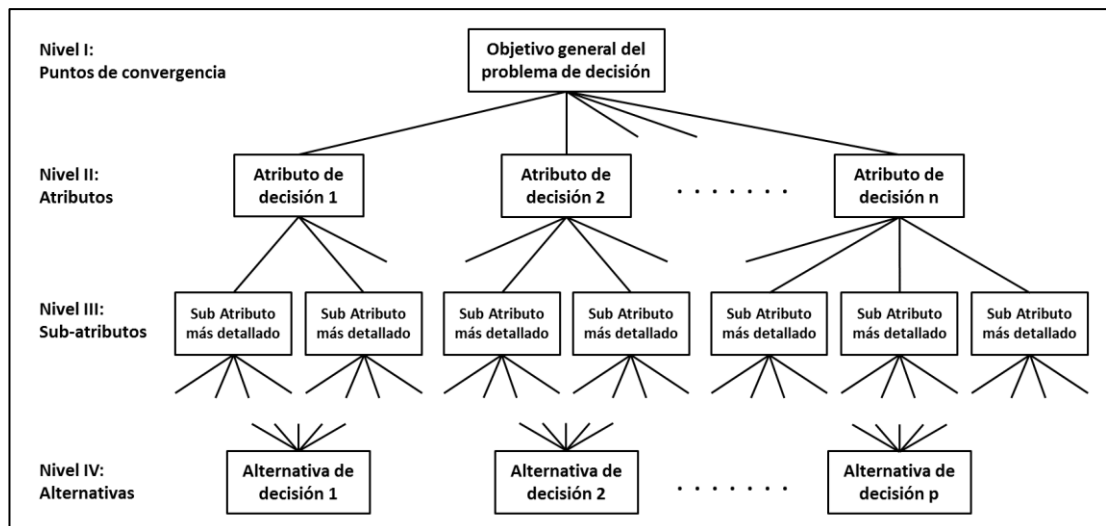 Nivel I:
Puntos de convergencia
Objetivo general del
problema de decisión
Nivel II:
Atributos
Atributo de
decisión 1
Atributo de
decisión 2
. . . . . . .
Atributo de
decisión n
Nivel III:
Sub-atributos
Sub Atributo
más detallado
Sub Atributo
más detallado
Sub Atributo
más detallado
Sub Atributo
más detallado
Sub Atributo
más detallado
Sub Atributo
más detallado
Sub Atributo
más detallado
Nivel IV:
Alternativas
Alternativa de
decisión 1
Alternativa de
decisión 2
. . . . . . .
Alternativa de
decisión p